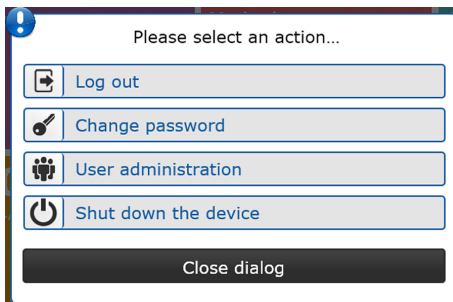 Please select an action...
Log out
Change password
User administration
Shut down the device
Close dialog